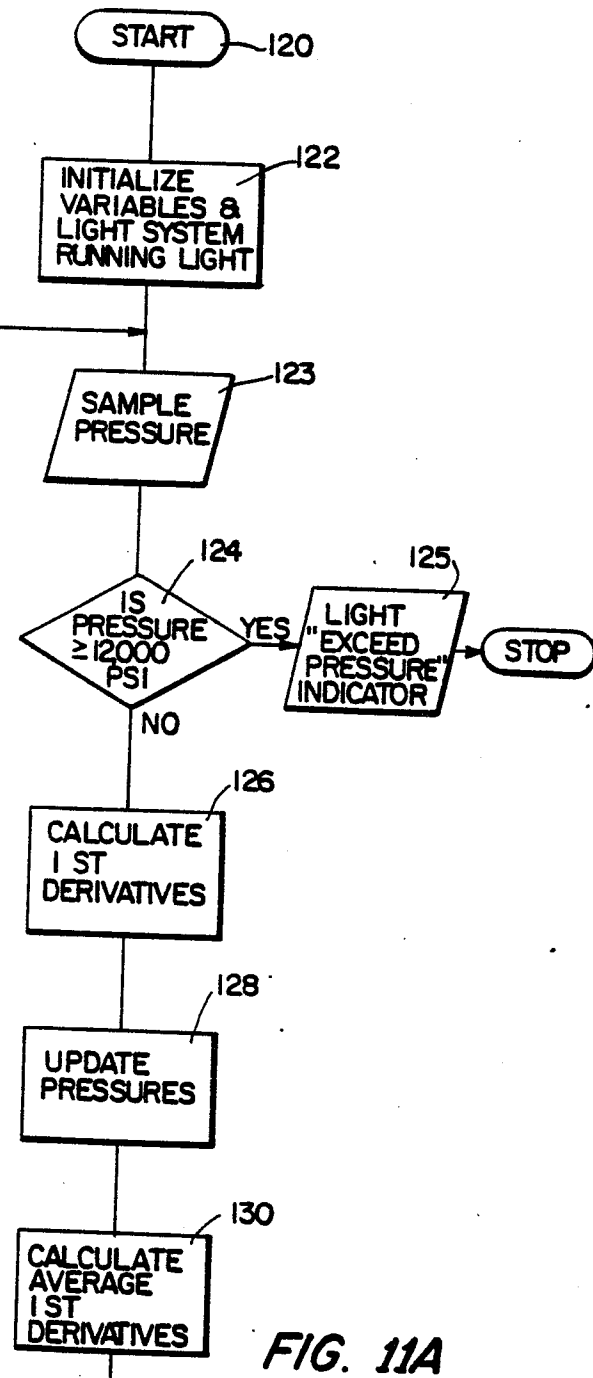 START
120
122
INITIALIZE
VARIABLES &
LIGHT SYSTEM
RUNNING LIGHT
123
SAMPLE
PRESSURE
124
IS
PRESSURE
≥12000
PSI
YES
NO
125
LIGHT
"EXCEED
PRESSURE"
INDICATOR
STOP
126
CALCULATE
1 ST
DERIVATIVES
128
UPDATE
PRESSURES
130
CALCULATE
AVERAGE
1 ST
DERIVATIVES
FIG. 11A